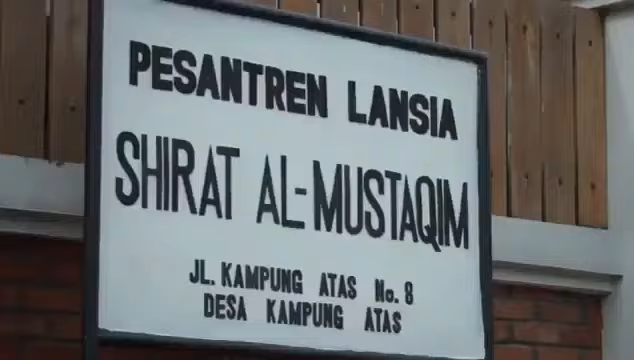 PESANTREN LANSIA
SHIRAT AL-MUSTAQIM
JL. KAMPUNG ATAS No. 8
DESA KAMPUNG ATAS